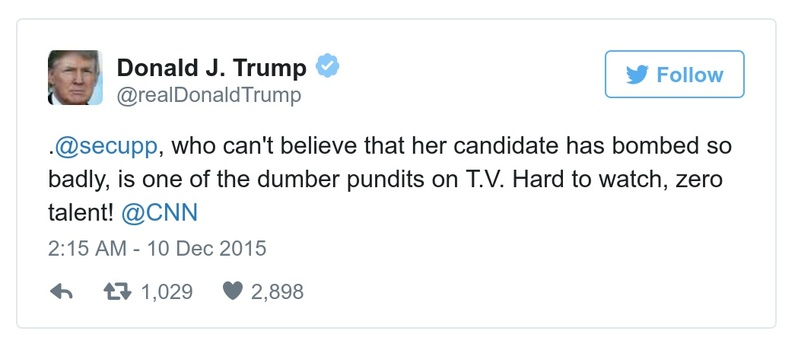 Donald J. Trump
@realDonaldTrump
Follow
.@secupp, who can't believe that her candidate has bombed so
badly, is one of the dumber pundits on T.V. Hard to watch, zero
talent! @CNN
2:15 AM - 10 Dec 2015
1,029 2,898